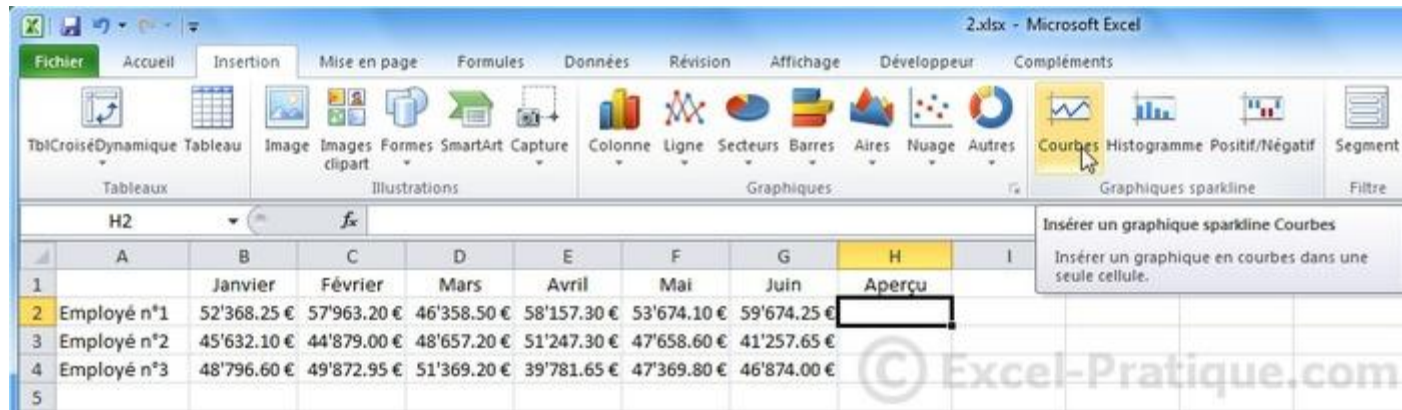 2.xlsx - Microsoft Excel
Fichier Accueil Insertion Mise en page Formules Données Révision Affichage Développeur Compléments
TblCroiséDynamique Tableau Image Images clipart Formes SmartArt Capture Colonne Ligne Secteurs Barres Aires Nuage Autres Courbes Histogramme Positif/Négatif Segment
Tableaux Illustrations Graphiques Graphiques sparkline Filtre
H2 fx
Insérer un graphique sparkline Courbes
Insérer un graphique en courbes dans une
seule cellule.
A B C D E F G H I
1 Janvier Février Mars Avril Mai Juin Aperçu
2 Employé n°1 52'368.25 € 57'963.20 € 46'358.50 € 58'157.30 € 53'674.10 € 59'674.25 €
3 Employé n°2 45'632.10 € 44'879.00 € 48'657.20 € 51'247.30 € 47'658.60 € 41'257.65 €
4 Employé n°3 48'796.60 € 49'872.95 € 51'369.20 € 39'781.65 € 47'369.80 € 46'874.00 €
5
© Excel-Pratique.com